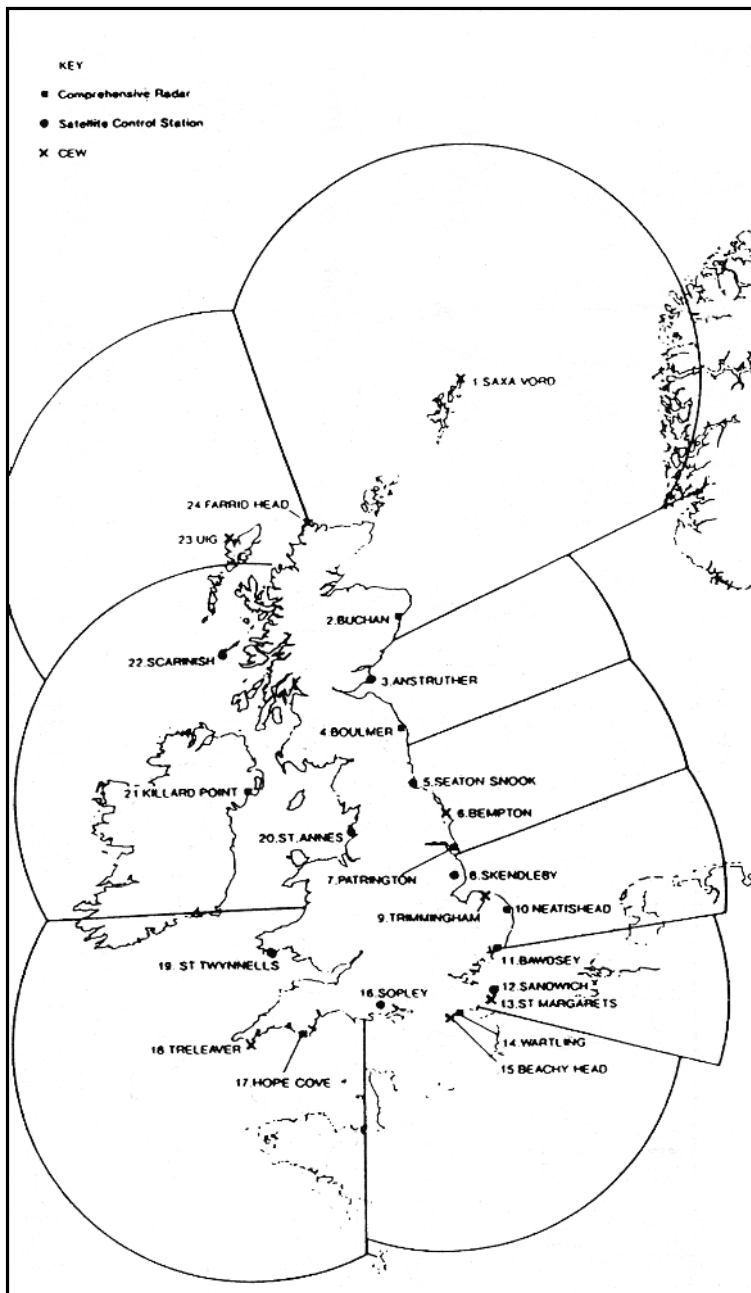 KEY
Comprehensive Radar
Satellite Control Station
CEW
1 SAXA VORD
24 FARRID HEAD
23 UIG
2. BUCHAN
22. SCARINISH
3. ANSTRUTHER
4. BOULMER
5. SEATON SNOOK
21 KILLARD POINT
6. BEMPTON
20. ST. ANNES
7. PATRINGTON
8. SKENDLEBY
9. TRIMMINGHAM
10 NEATISHEAD
11. BAWDSEY
19. ST TWYNNELLS
12. SANDWICH
16. SOPLEY
13. ST MARGARETS
18 TRELEAVER
14. WARTLING
15 BEACHY HEAD
17. HOPE COVE